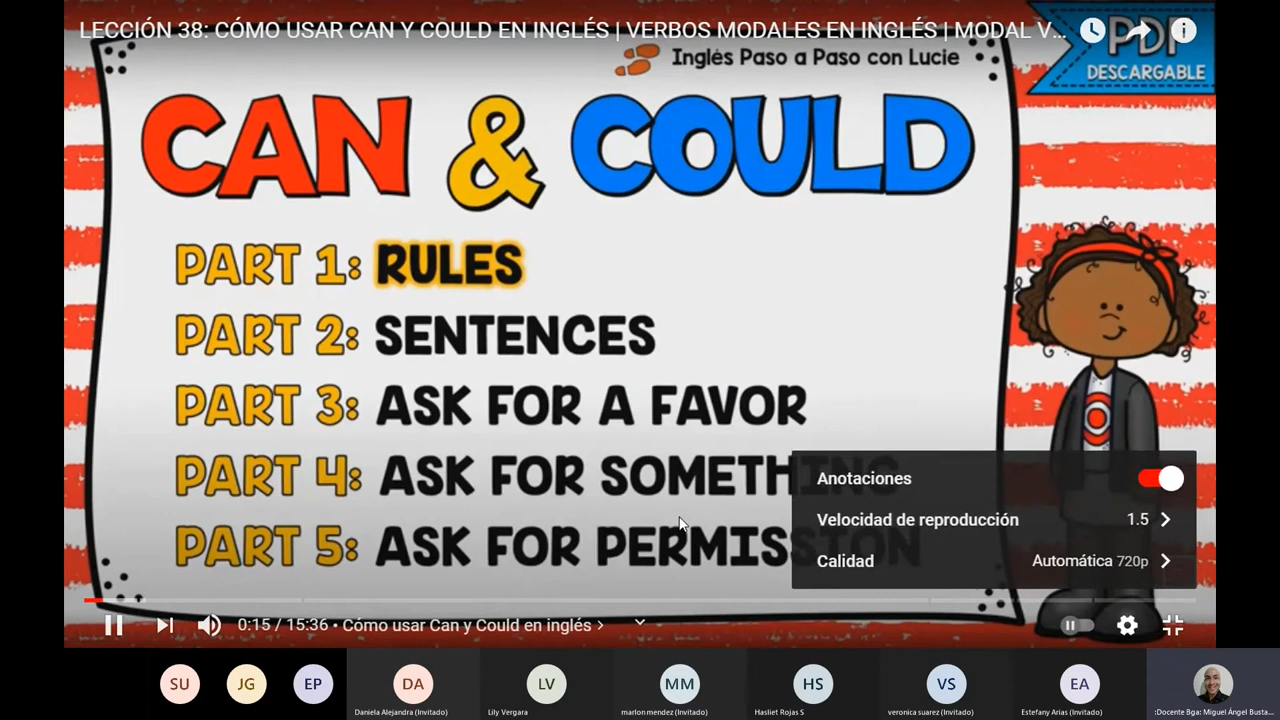 LECCIÓN 38: CÓMO USAR CAN Y COULD EN INGLÉS | VERBOS MODALES EN INGLÉS | MODAL V...
PDF
DESCARGABLE
Inglés Paso a Paso con Lucie
CAN & COULD
PART 1: RULES
PART 2: SENTENCES
PART 3: ASK FOR A FAVOR
PART 4: ASK FOR SOMETHING
PART 5: ASK FOR PERMISSION
Anotaciones
Velocidad de reproducción 1.5
Calidad Automática 720p
0:15 / 15:36 • Cómo usar Can y Could en inglés
SU JG EP DA LV MM HS VS EA
Daniela Alejandra (Invitado) Lily Vergara marlon mendez (Invitado) Hasliet Rojas S veronica suarez (Invitado) Estefany Arias (Invitado) :Docente Bga: Miguel Ángel Busta...